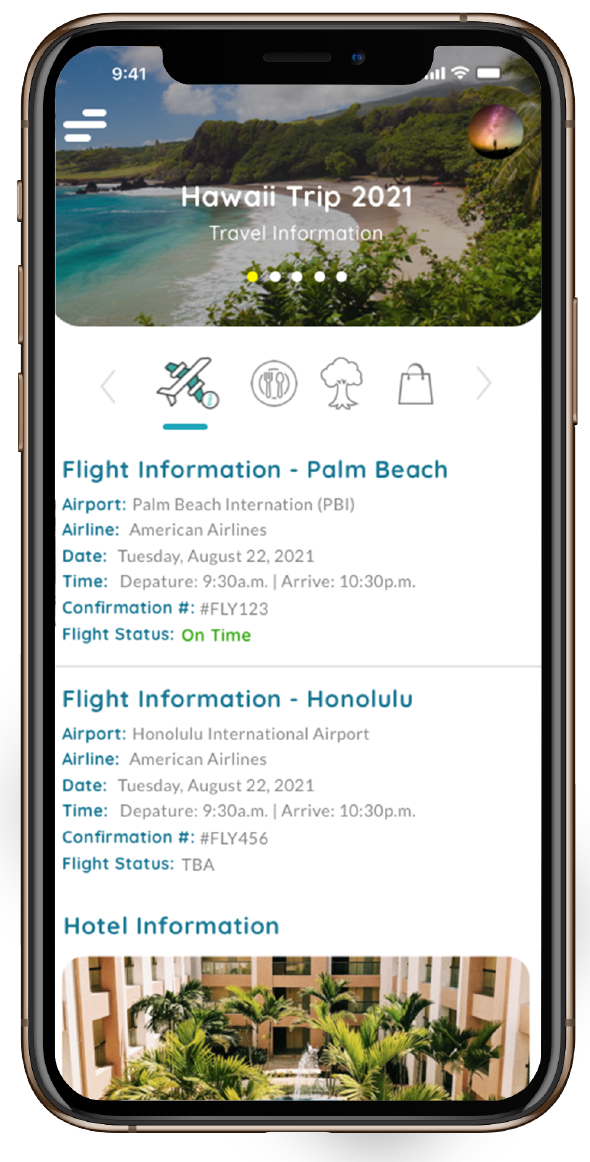 9:41
Hawaii Trip 2021
Travel Information
Flight Information - Palm Beach
Airport: Palm Beach Internation (PBI)
Airline: American Airlines
Date: Tuesday, August 22, 2021
Time: Depature: 9:30a.m. | Arrive: 10:30p.m.
Confirmation #: #FLY123
Flight Status: On Time
Flight Information - Honolulu
Airport: Honolulu International Airport
Airline: American Airlines
Date: Tuesday, August 22, 2021
Time: Depature: 9:30a.m. | Arrive: 10:30p.m.
Confirmation #: #FLY456
Flight Status: TBA
Hotel Information